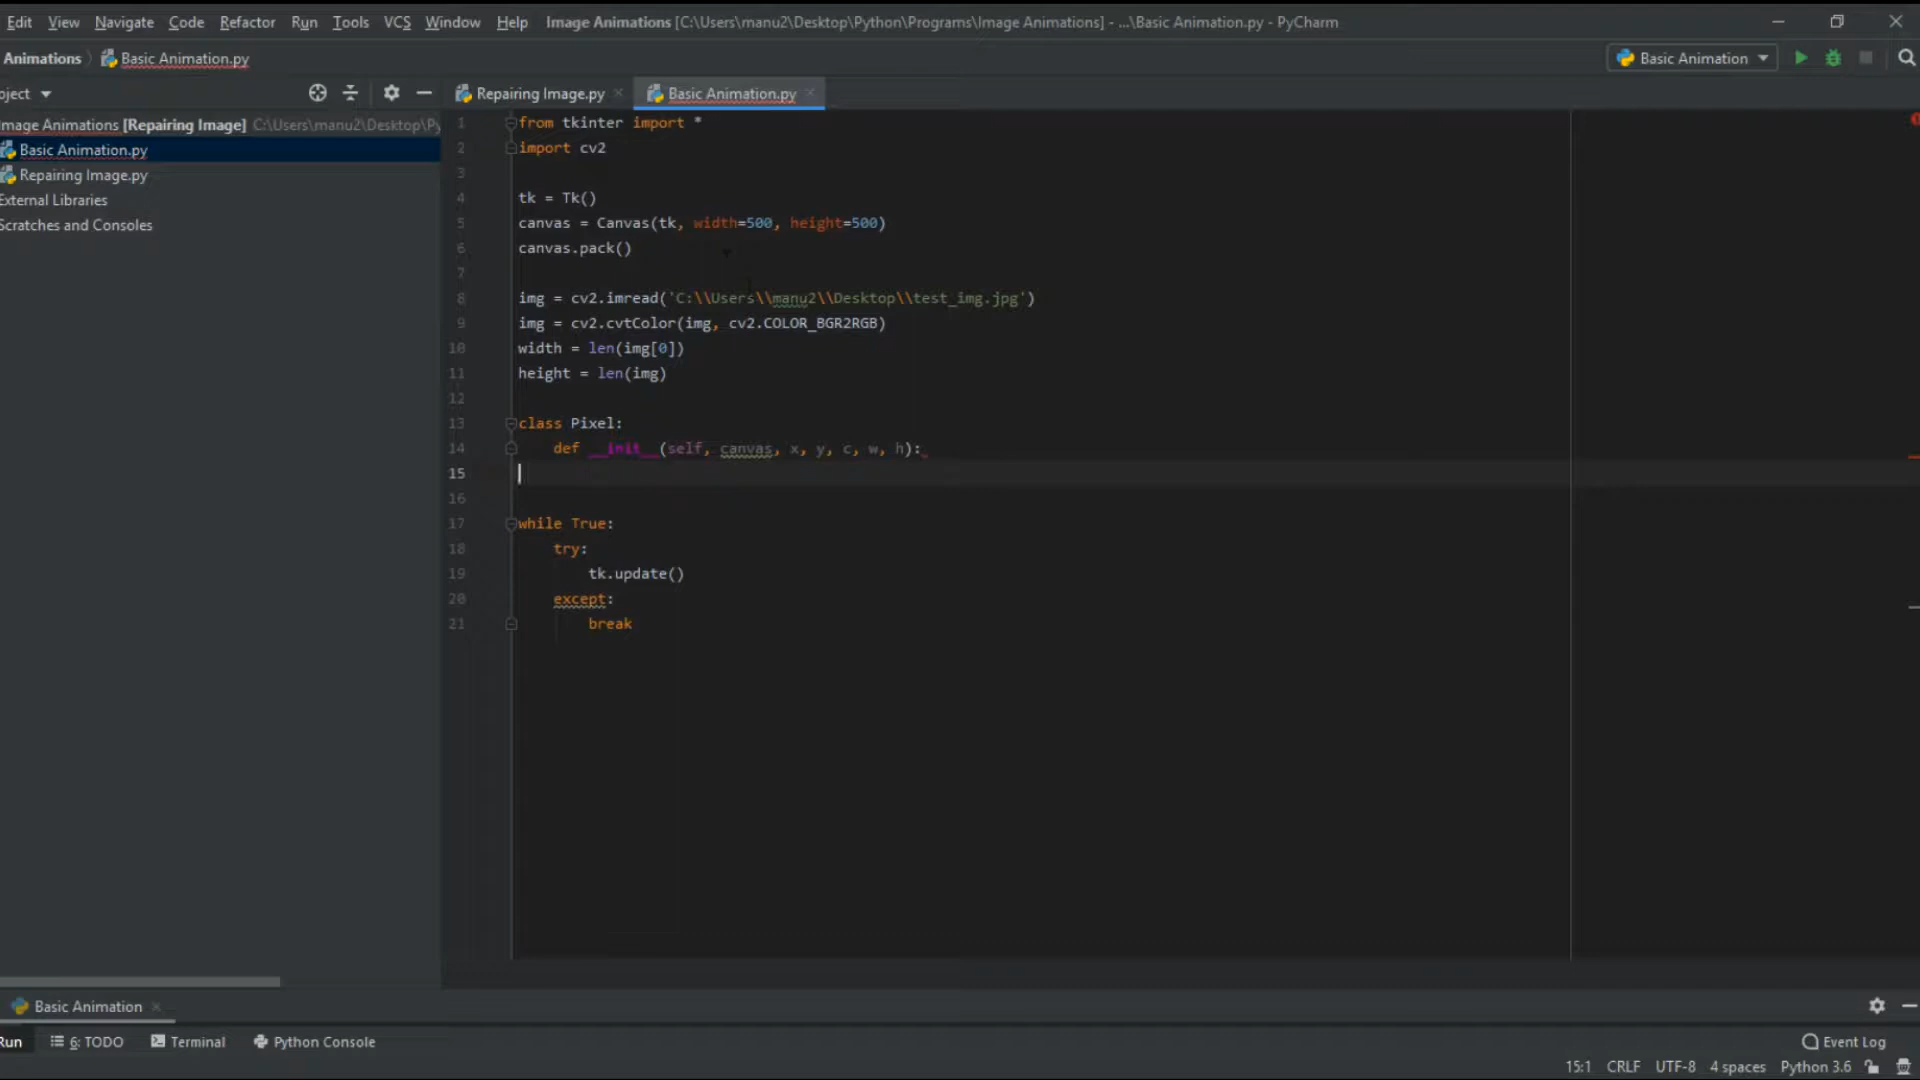 Edit View Navigate Code Refactor Run Tools VCS Window Help Image Animations [C:\Users\manu2\Desktop\Python\Programs\Image Animations] - ...\Basic Animation.py - PyCharm
Animations Basic Animation.py Basic Animation
oject Repairing Image.py Basic Animation.py
mage Animations [Repairing Image] C:\Users\manu2\Desktop\Py
Basic Animation.py
Repairing Image.py
External Libraries
Scratches and Consoles
1 from tkinter import *
2 import cv2
3
4 tk = Tk()
5 canvas = Canvas(tk, width=500, height=500)
6 canvas.pack()
7
8 img = cv2.imread('C:\\Users\\manu2\\Desktop\\test_img.jpg')
9 img = cv2.cvtColor(img, cv2.COLOR_BGR2RGB)
10 width = len(img[0])
11 height = len(img)
12
13 class Pixel:
14 def __init__(self, canvas, x, y, c, w, h):
15
16
17 while True:
18 try:
19 tk.update()
20 except:
21 break
Basic Animation
Run 6: TODO Terminal Python Console Event Log
15:1 CRLF UTF-8 4 spaces Python 3.6